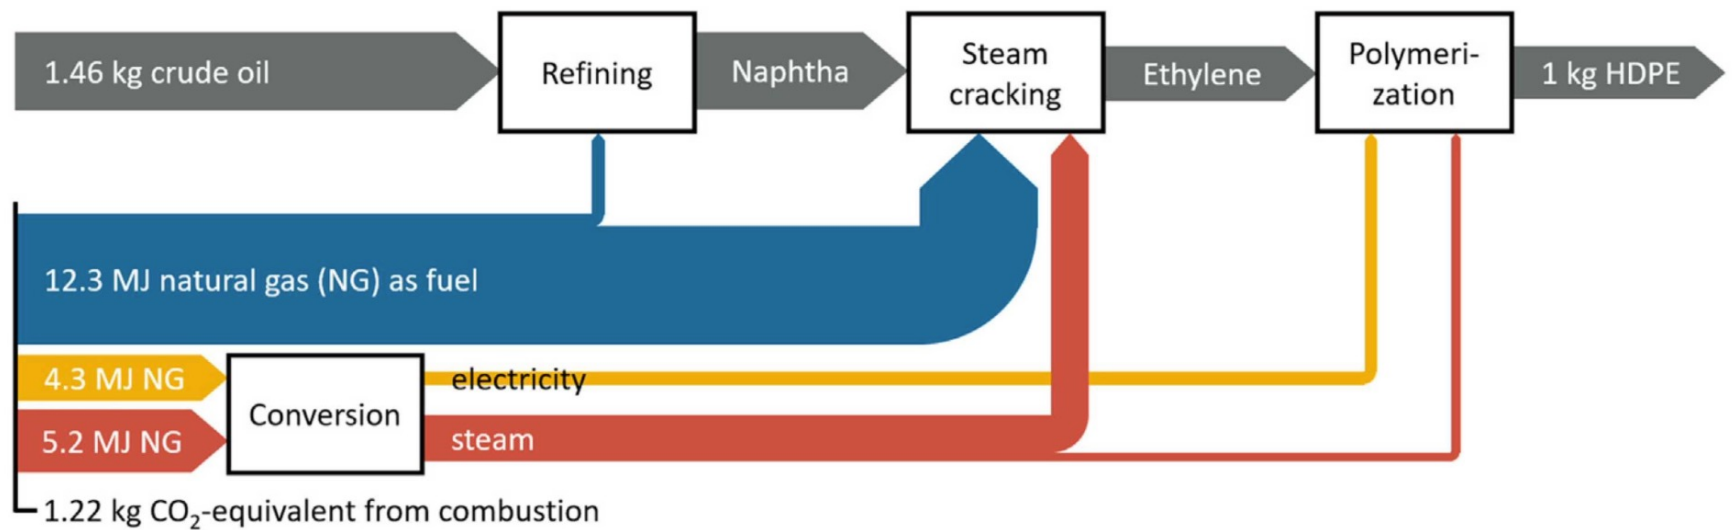 1.46 kg crude oil
Refining
Naphtha
Steam
cracking
Ethylene
Polymeri-
zation
1 kg HDPE
12.3 MJ natural gas (NG) as fuel
4.3 MJ NG
5.2 MJ NG
Conversion
electricity
steam
1.22 kg CO₂-equivalent from combustion